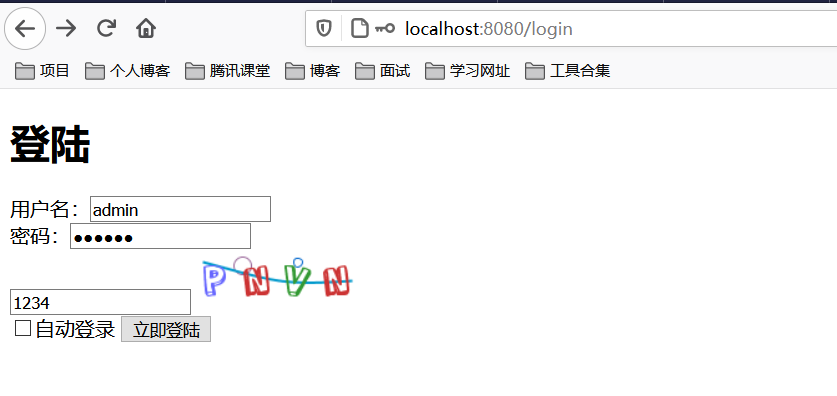 localhost:8080/login
项目 个人博客 腾讯课堂 博客 面试 学习网址 工具合集
登陆
用户名：admin
密码：●●●●●●
PNVN
1234
自动登录 立即登陆